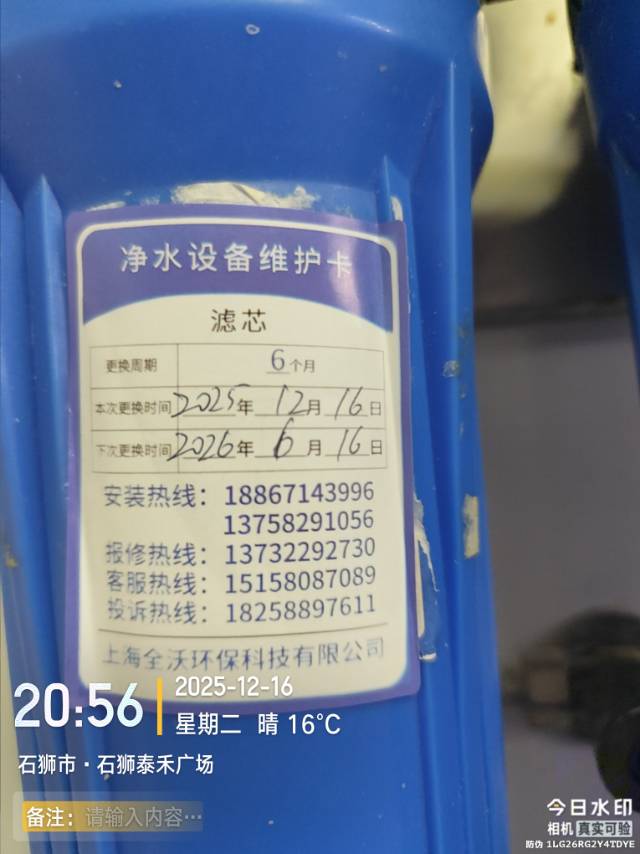 净水设备维护卡
滤芯
更换周期 6个月
本次更换时间 2025年 12月 16日
下次更换时间 2026年 6月 16日
安装热线：18867143996
13758291056
报修热线：13732292730
客服热线：15158087089
投诉热线：18258897611
上海全沃环保科技有限公司
20:56
2025-12-16
星期二 晴 16℃
石狮市·石狮泰禾广场
备注：请输入内容…
今日水印
相机 真实可验
防伪 1LG26RG2Y4TDYE